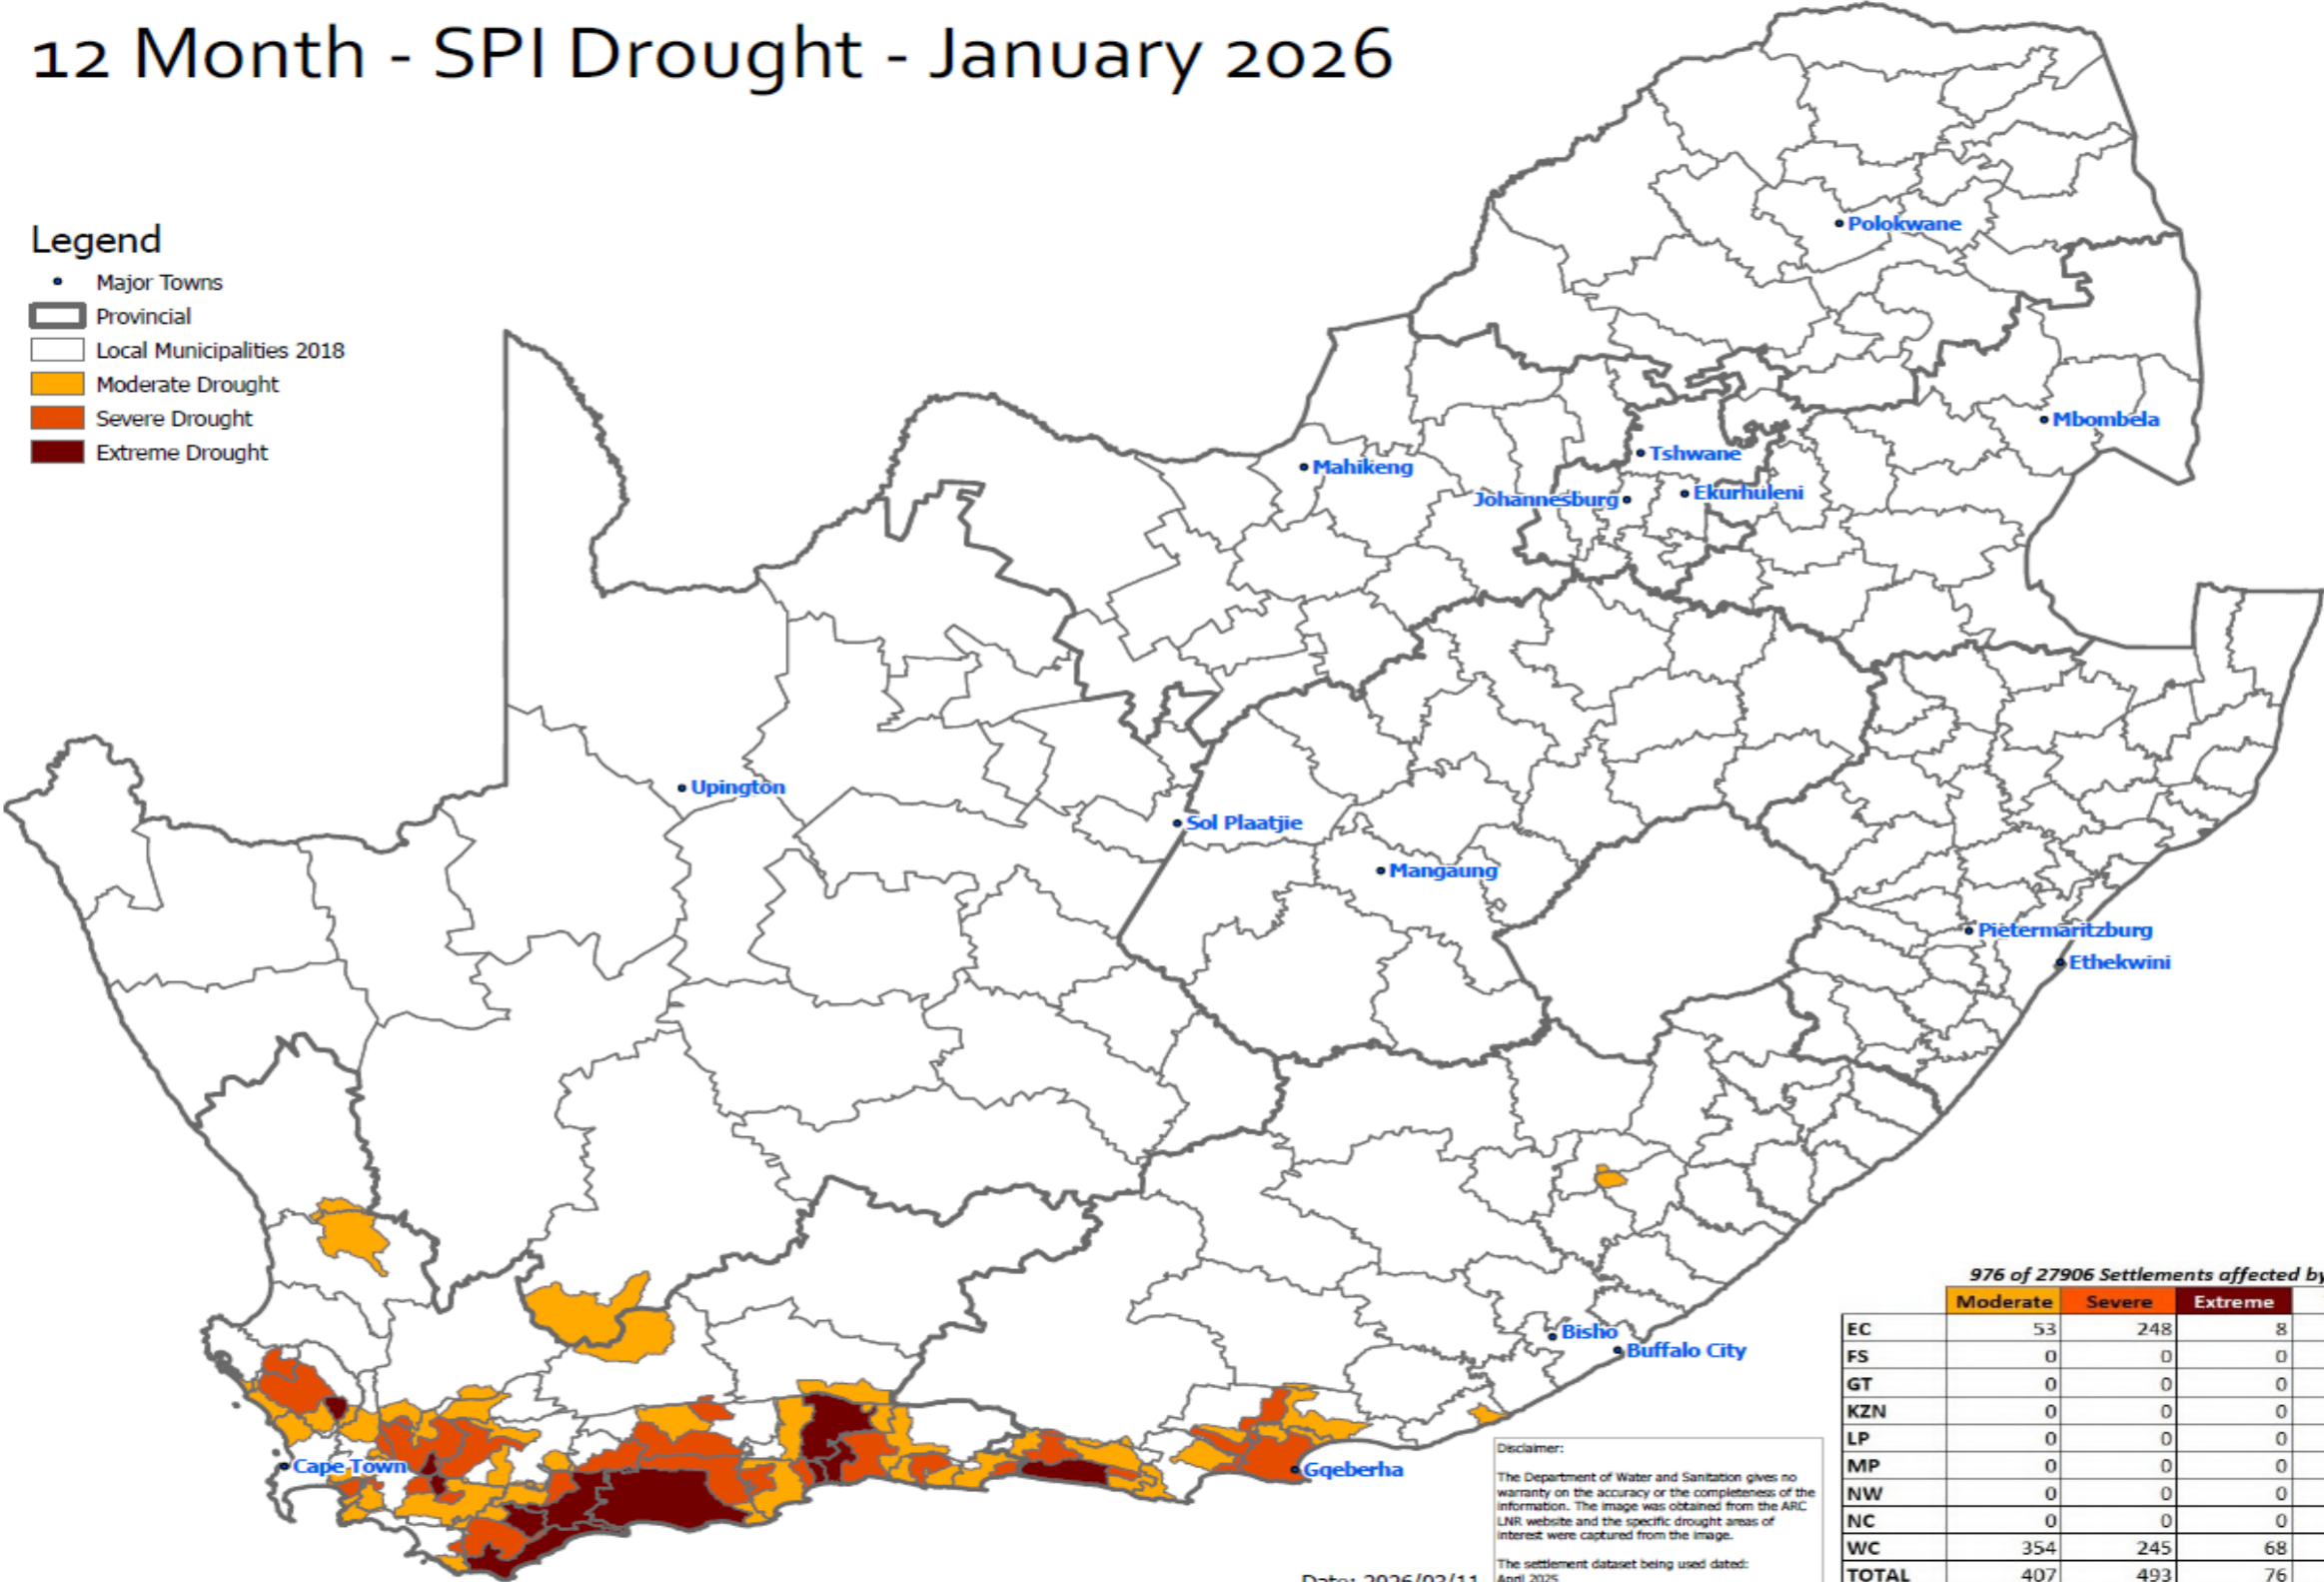 12 Month - SPI Drought - January 2026
Legend
Major Towns
Provincial
Local Municipalities 2018
Moderate Drought
Severe Drought
Extreme Drought
Polokwane
Mbombela
Tshwane
Mahikeng
Ekurhuleni
Johannesburg
Upington
Sol Plaatjie
Mangaung
Pietermaritzburg
Ethekwini
Bisho
Buffalo City
Cape Town
Gqeberha
976 of 27906 Settlements affected by
Moderate Severe Extreme
EC 53 248 8
FS 0 0 0
GT 0 0 0
KZN 0 0 0
LP 0 0 0
MP 0 0 0
NW 0 0 0
NC 0 0 0
WC 354 245 68
TOTAL 407 493 76
Disclaimer:
The Department of Water and Sanitation gives no
warranty on the accuracy or the completeness of the
information. The image was obtained from the ARC
LNR website and the specific drought areas of
interest were captured from the image.
The settlement dataset being used dated:
April 2025
Date: 2026/03/11